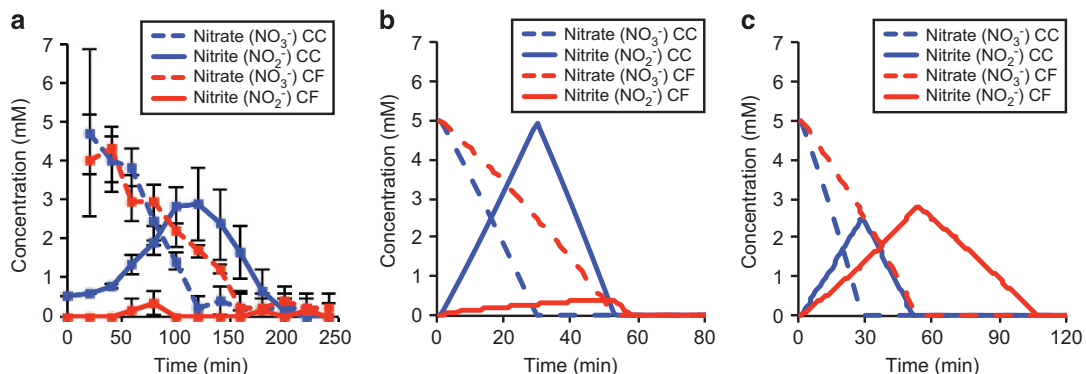 a
Nitrate (NO3-) CC
Nitrite (NO2-) CC
Nitrate (NO3-) CF
Nitrite (NO2-) CF
Concentration (mM)
7
6
5
4
3
2
1
0
0 50 100 150 200 250
Time (min)
b
Nitrate (NO3-) CC
Nitrite (NO2-) CC
Nitrate (NO3-) CF
Nitrite (NO2-) CF
Concentration (mM)
7
6
5
4
3
2
1
0
0 20 40 60 80
Time (min)
c
Nitrate (NO3-) CC
Nitrite (NO2-) CC
Nitrate (NO3-) CF
Nitrite (NO2-) CF
Concentration (mM)
7
6
5
4
3
2
1
0
0 30 60 90 120
Time (min)